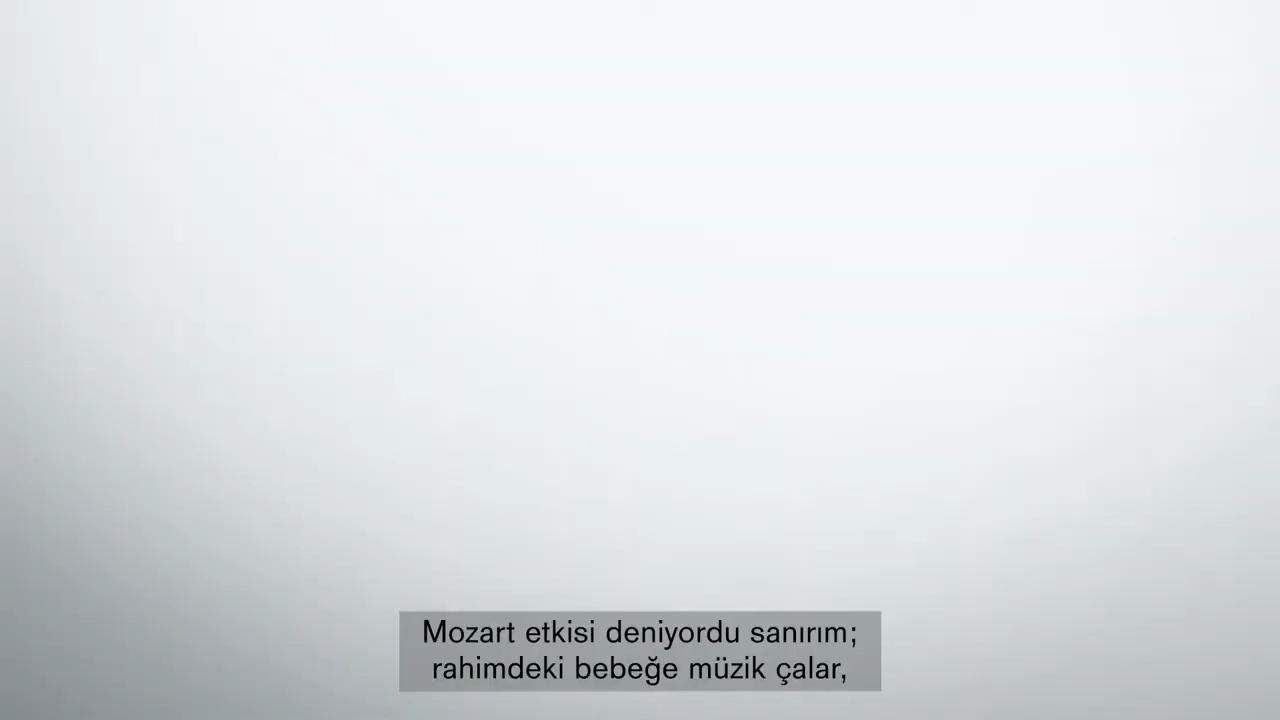 Mozart etkisi deniyordu sanırım;
rahimdeki bebeğe müzik çalar,